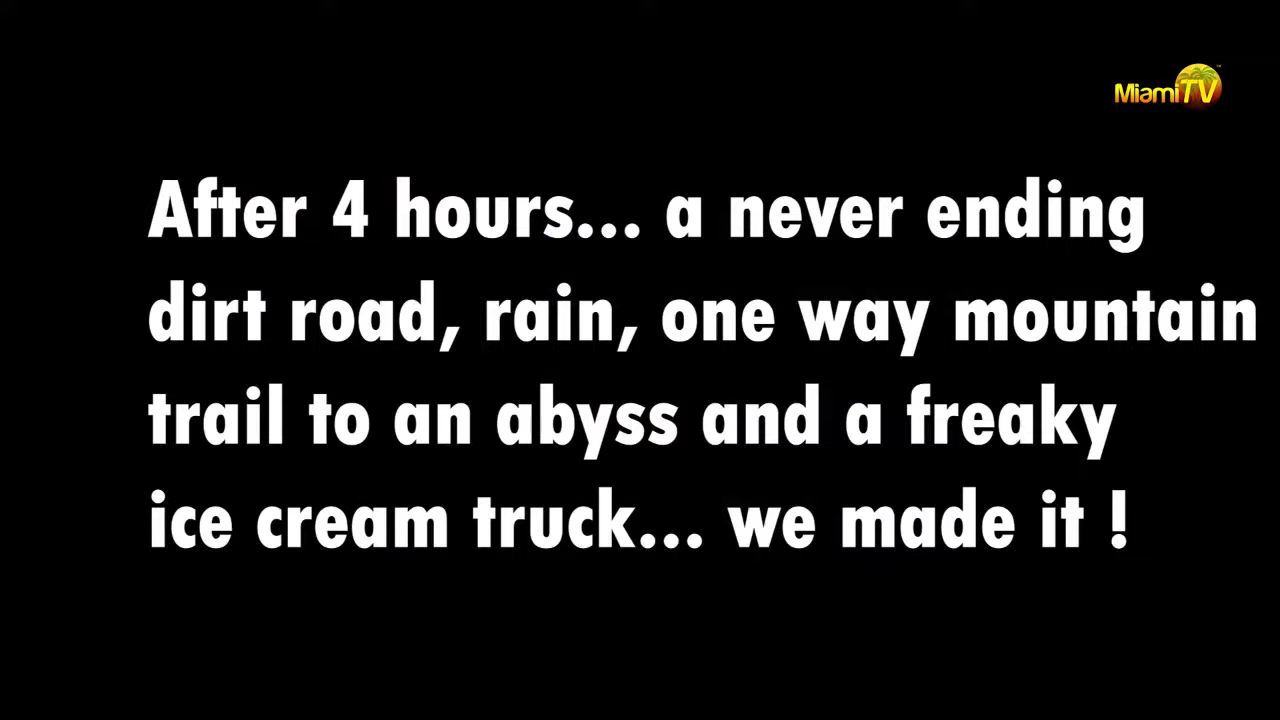 MiamiTV
After 4 hours... a never ending
dirt road, rain, one way mountain
trail to an abyss and a freaky
ice cream truck... we made it !